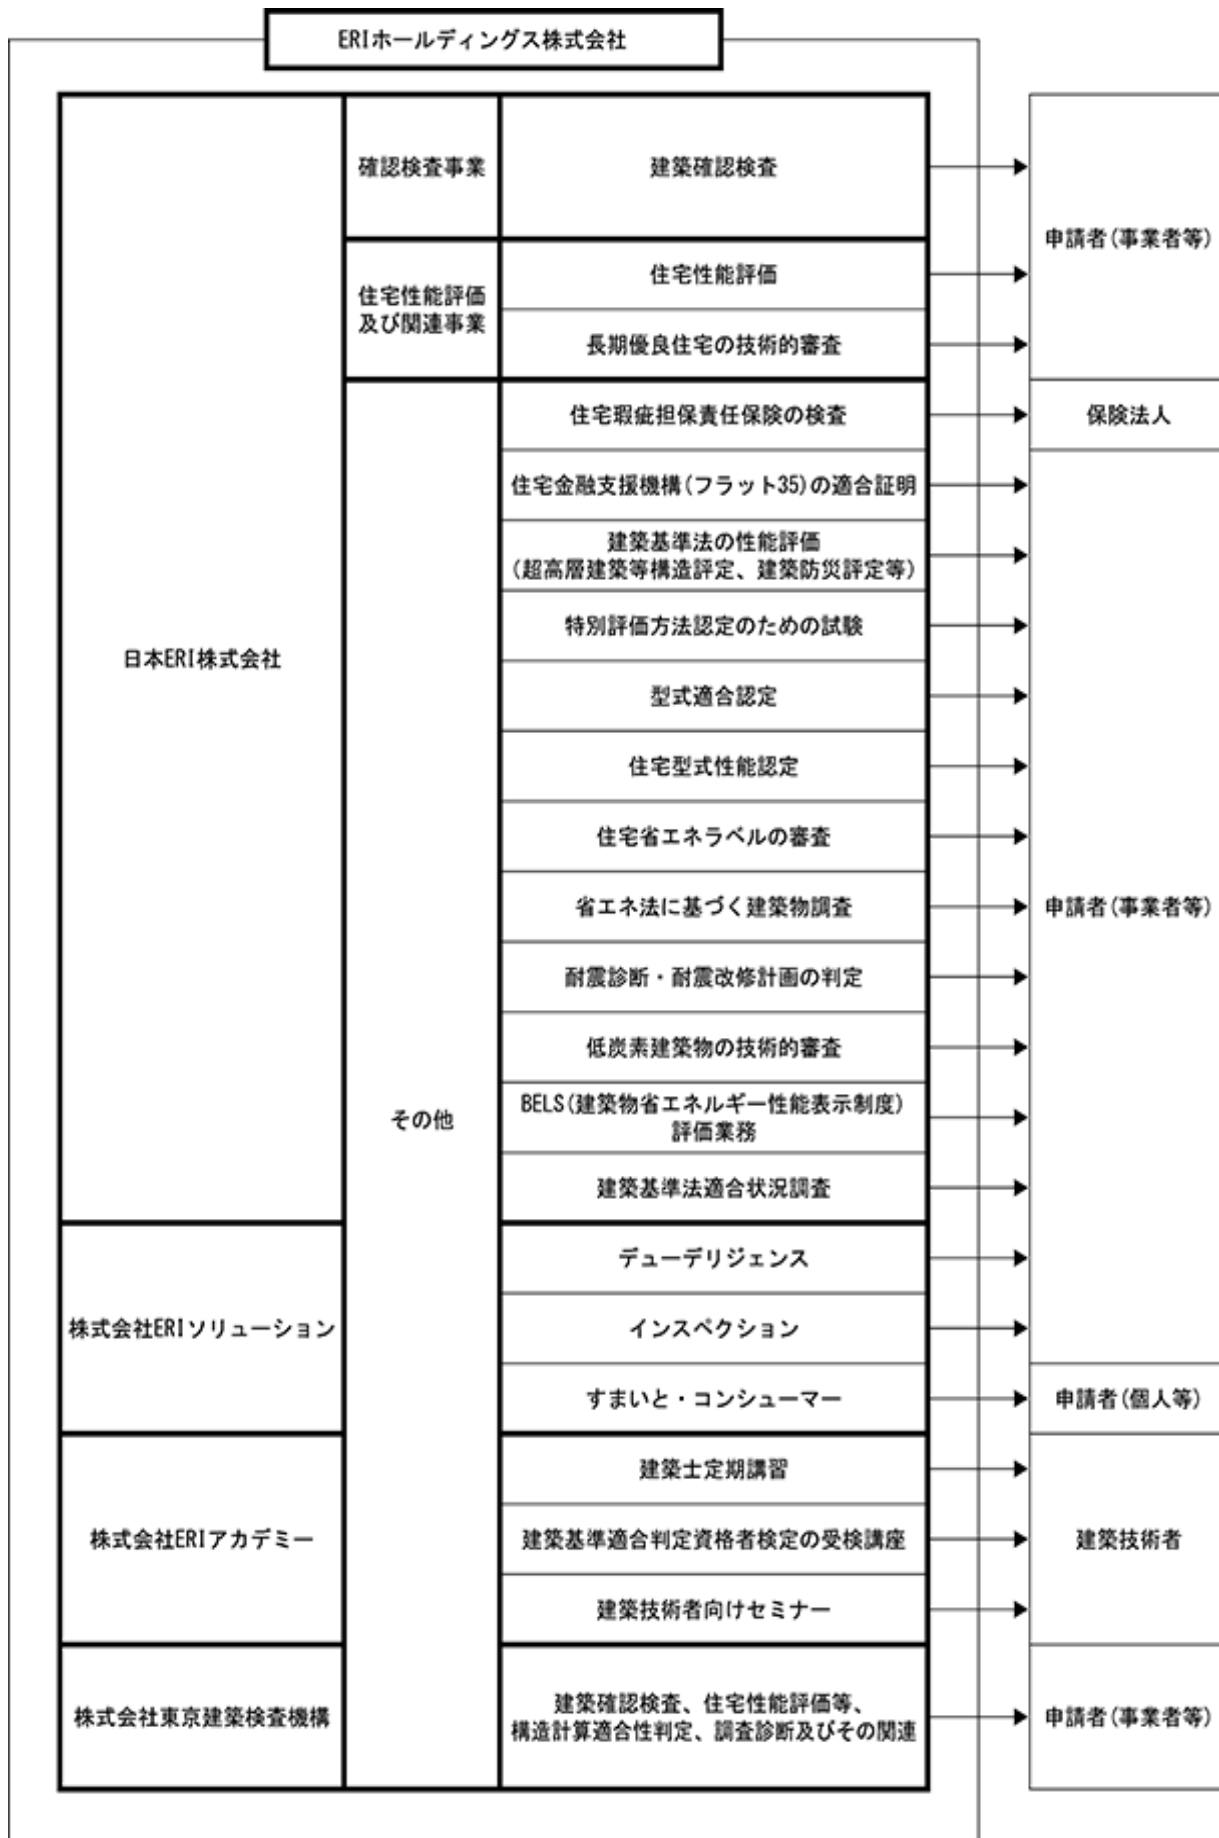 ERIホールディングス株式会社
確認検査事業
建築確認検査
申請者(事業者等)
住宅性能評価
及び関連事業
住宅性能評価
長期優良住宅の技術的審査
住宅瑕疵担保責任保険の検査
保険法人
住宅金融支援機構(フラット35)の適合証明
建築基準法の性能評価
(超高層建築等構造評定、建築防災評定等)
特別評価方法認定のための試験
日本ERI株式会社
型式適合認定
住宅型式性能認定
住宅省エネラベルの審査
省エネ法に基づく建築物調査
申請者(事業者等)
耐震診断・耐震改修計画の判定
低炭素建築物の技術的審査
その他
BELS(建築物省エネルギー性能表示制度)
評価業務
建築基準法適合状況調査
デューデリジェンス
株式会社ERIソリューション
インスペクション
すまいと・コンシューマー
申請者(個人等)
建築士定期講習
株式会社ERIアカデミー
建築基準適合判定資格者検定の受検講座
建築技術者
建築技術者向けセミナー
株式会社東京建築検査機構
建築確認検査、住宅性能評価等、
構造計算適合性判定、調査診断及びその関連
申請者(事業者等)